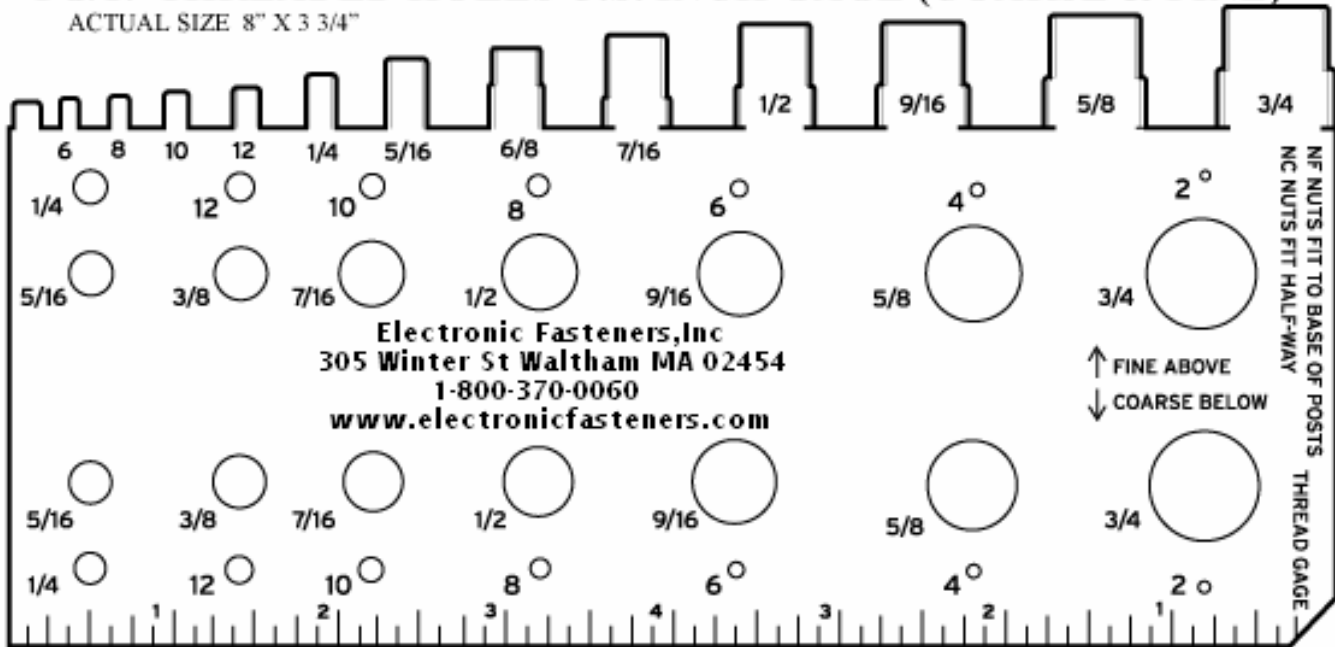 ACTUAL SIZE 8" X 3 3/4"
1/2 9/16 5/8 3/4
6 8 10 12 1/4 5/16 6/8 7/16
1/4 12 10 8 6 4 2
5/16 3/8 7/16 1/2 9/16 5/8 3/4
Electronic Fasteners,Inc
305 Winter St Waltham MA 02454
1-800-370-0060
www.electronicfasteners.com
↑ FINE ABOVE
↓ COARSE BELOW
NF NUTS FIT TO BASE OF POSTS
NC NUTS FIT HALF-WAY
THREAD GAGE
5/16 3/8 7/16 1/2 9/16 5/8 3/4
1/4 12 10 8 6 4 2
1 2 3 4 3 2 1